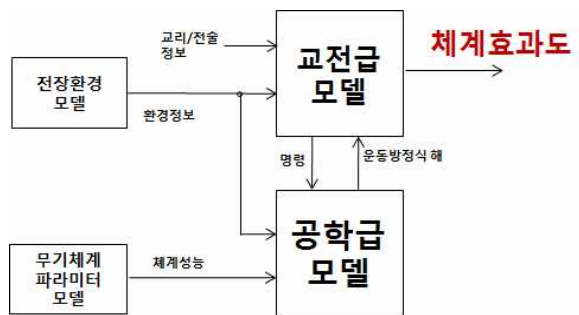 교리/전술
정보
교전급
모델
체계효과도
전장환경
모델
환경정보
명령
운동방정식 해
공학급
모델
무기체계
파라미터
모델
체계성능